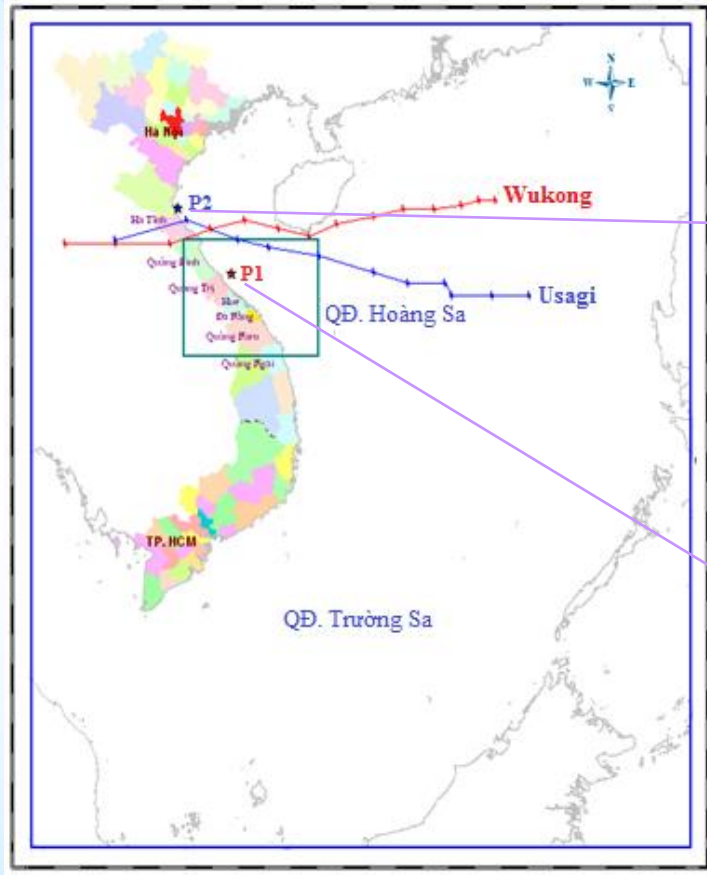 N
W E
S
Hà Nội
Wukong
P2
Hà Tĩnh
Quảng Bình
P1
Quảng Trị
Usagi
Huế
QĐ. Hoàng Sa
Đà Nẵng
Quảng Nam
Quảng Ngãi
TP. HCM
QĐ. Trường Sa